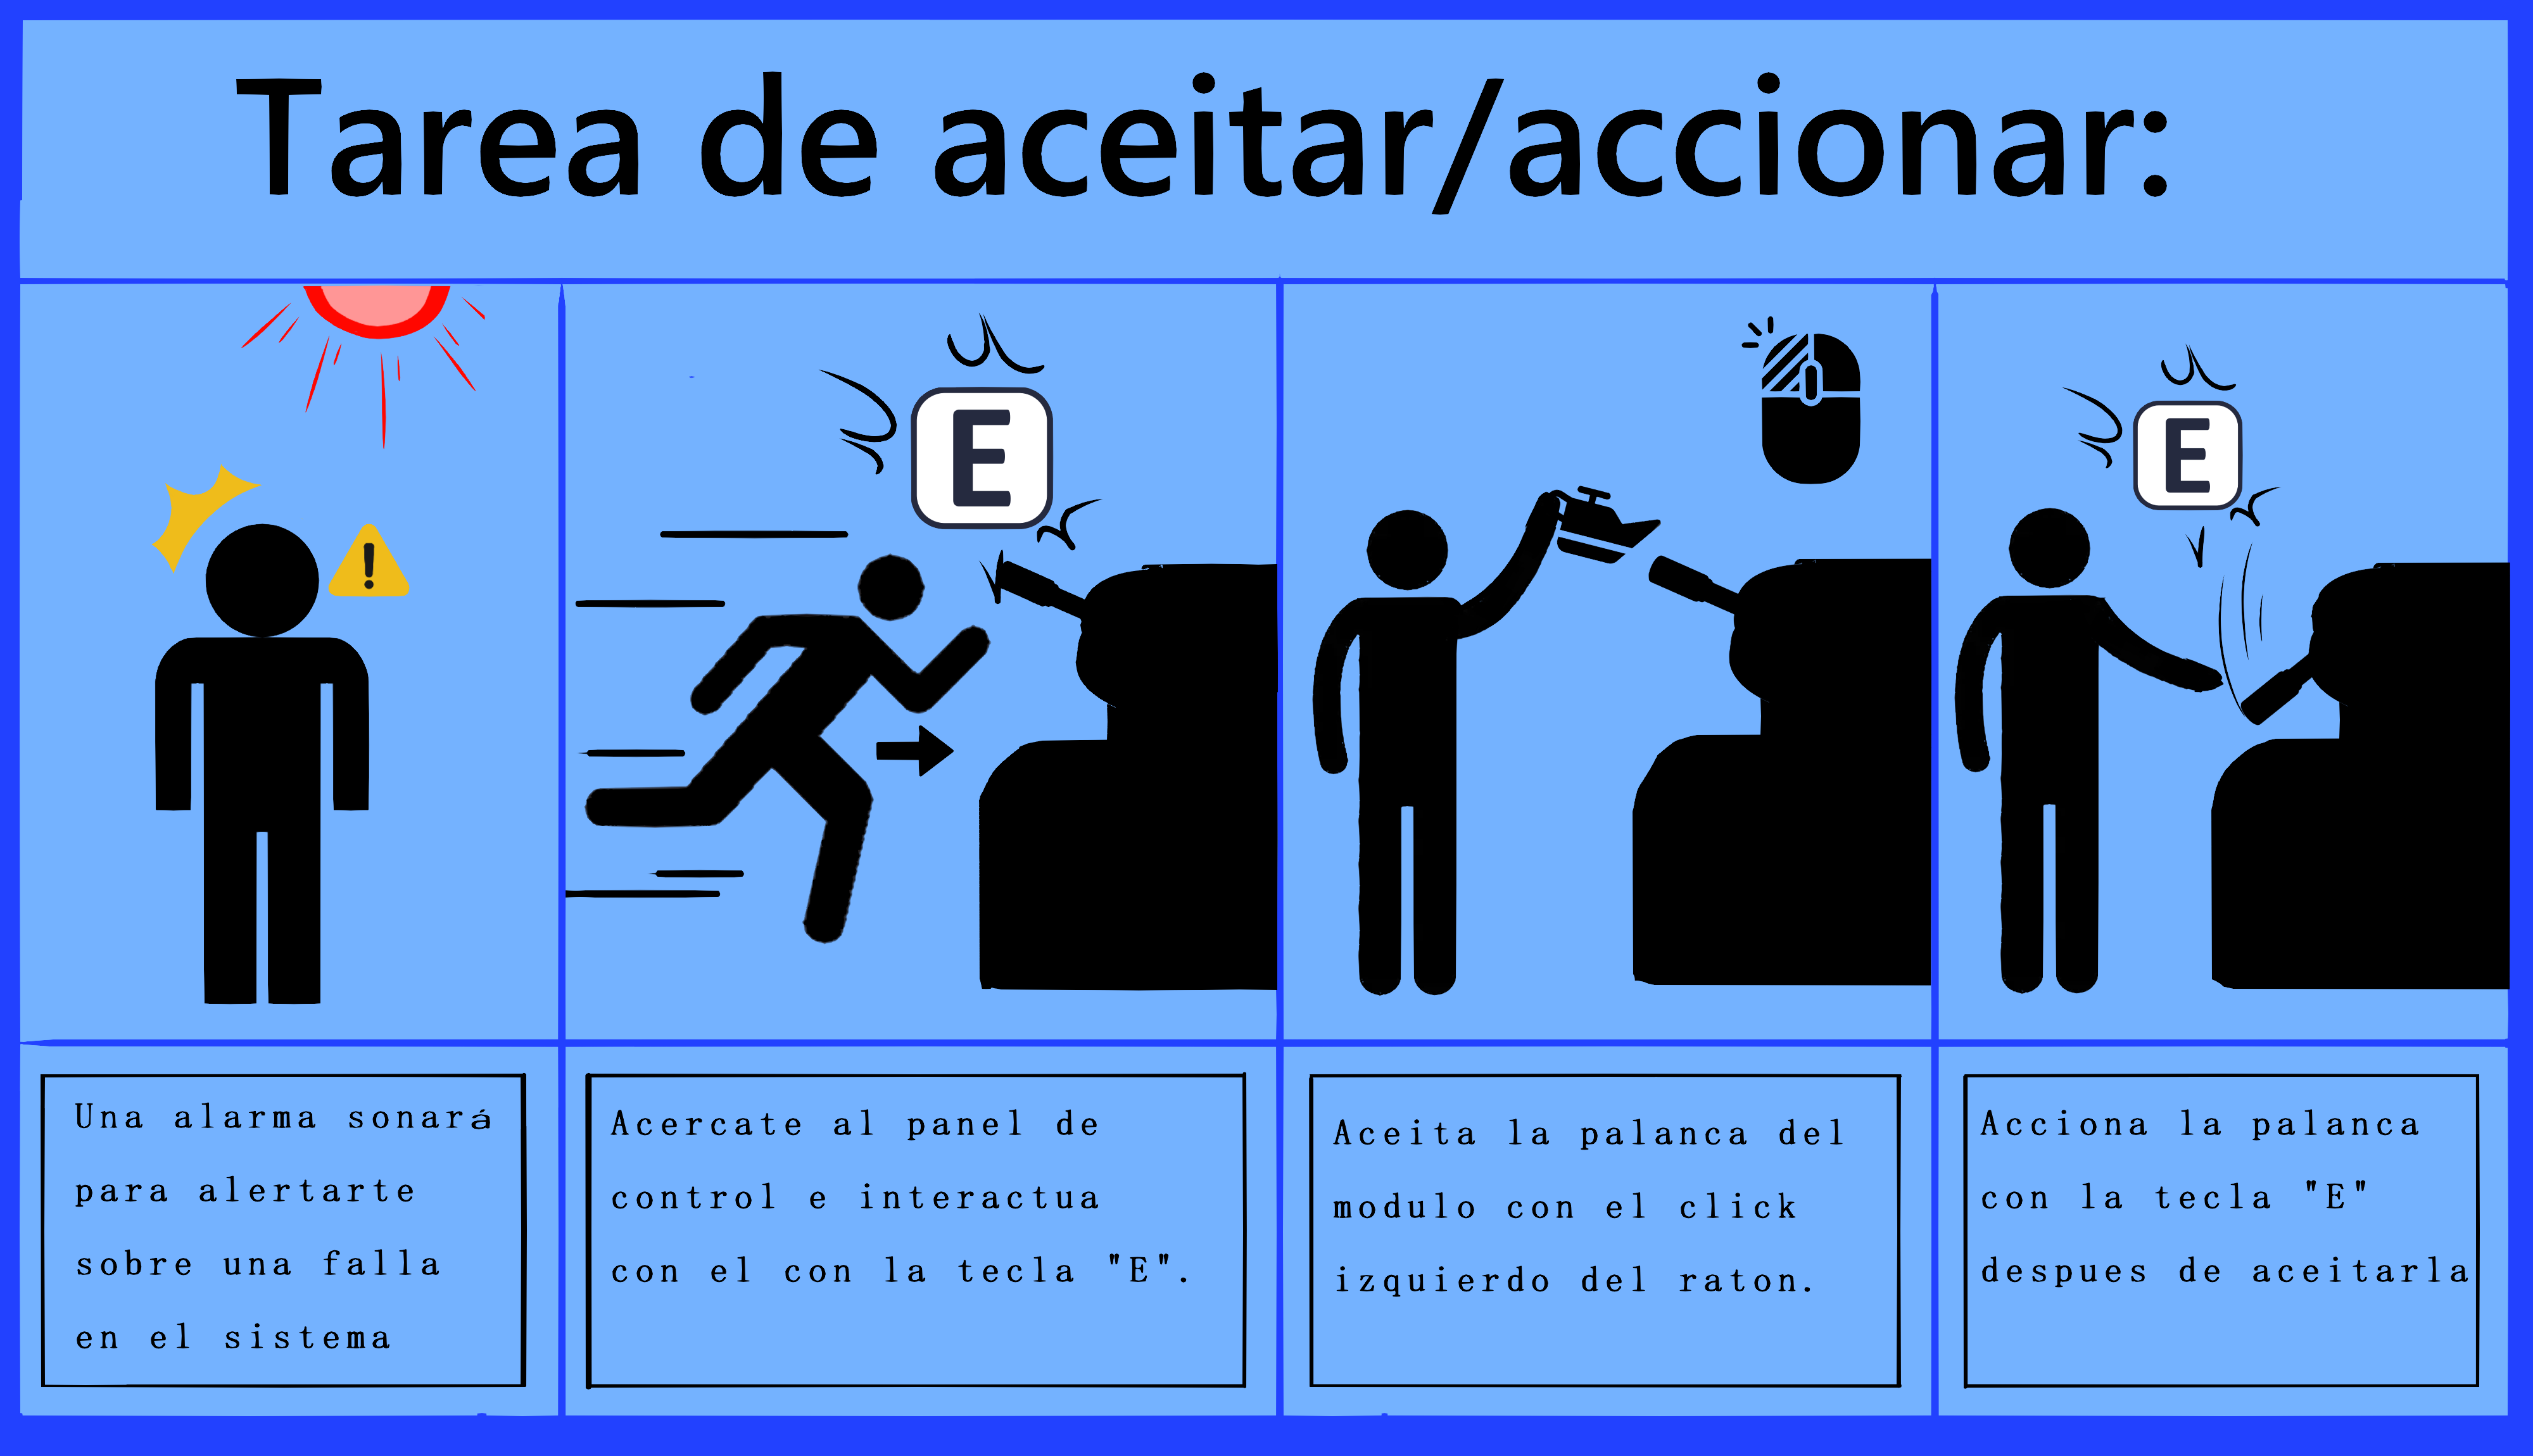 Tarea de aceitar/accionar:
E
E
Una alarma sonará
para alertarte
sobre una falla
en el sistema
Acercate al panel de
control e interactua
con el con la tecla "E".
Aceita la palanca del
modulo con el click
izquierdo del raton.
Acciona la palanca
con la tecla "E"
despues de aceitarla